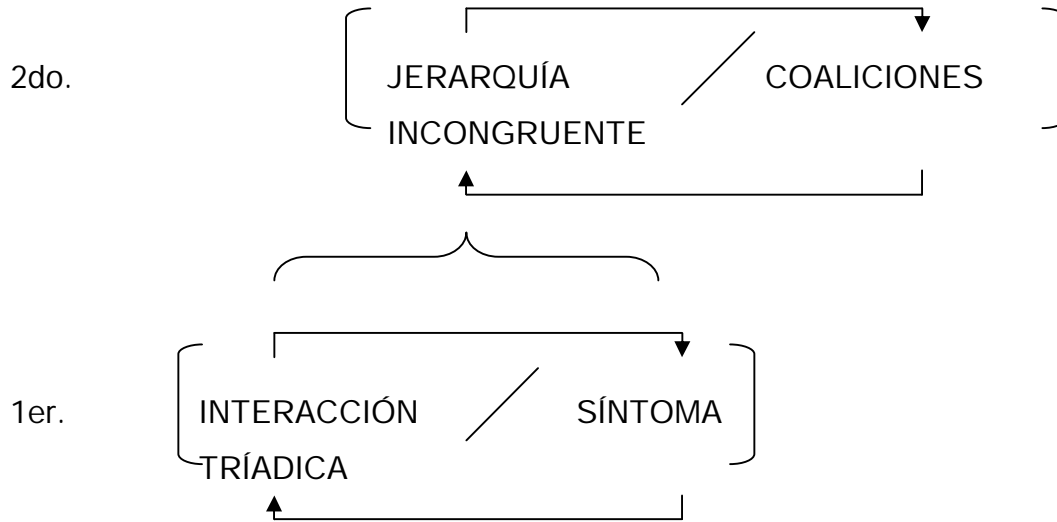 2do. JERARQUÍA / COALICIONES
INCONGRUENTE
1er. INTERACCIÓN / SÍNTOMA
TRÍADICA